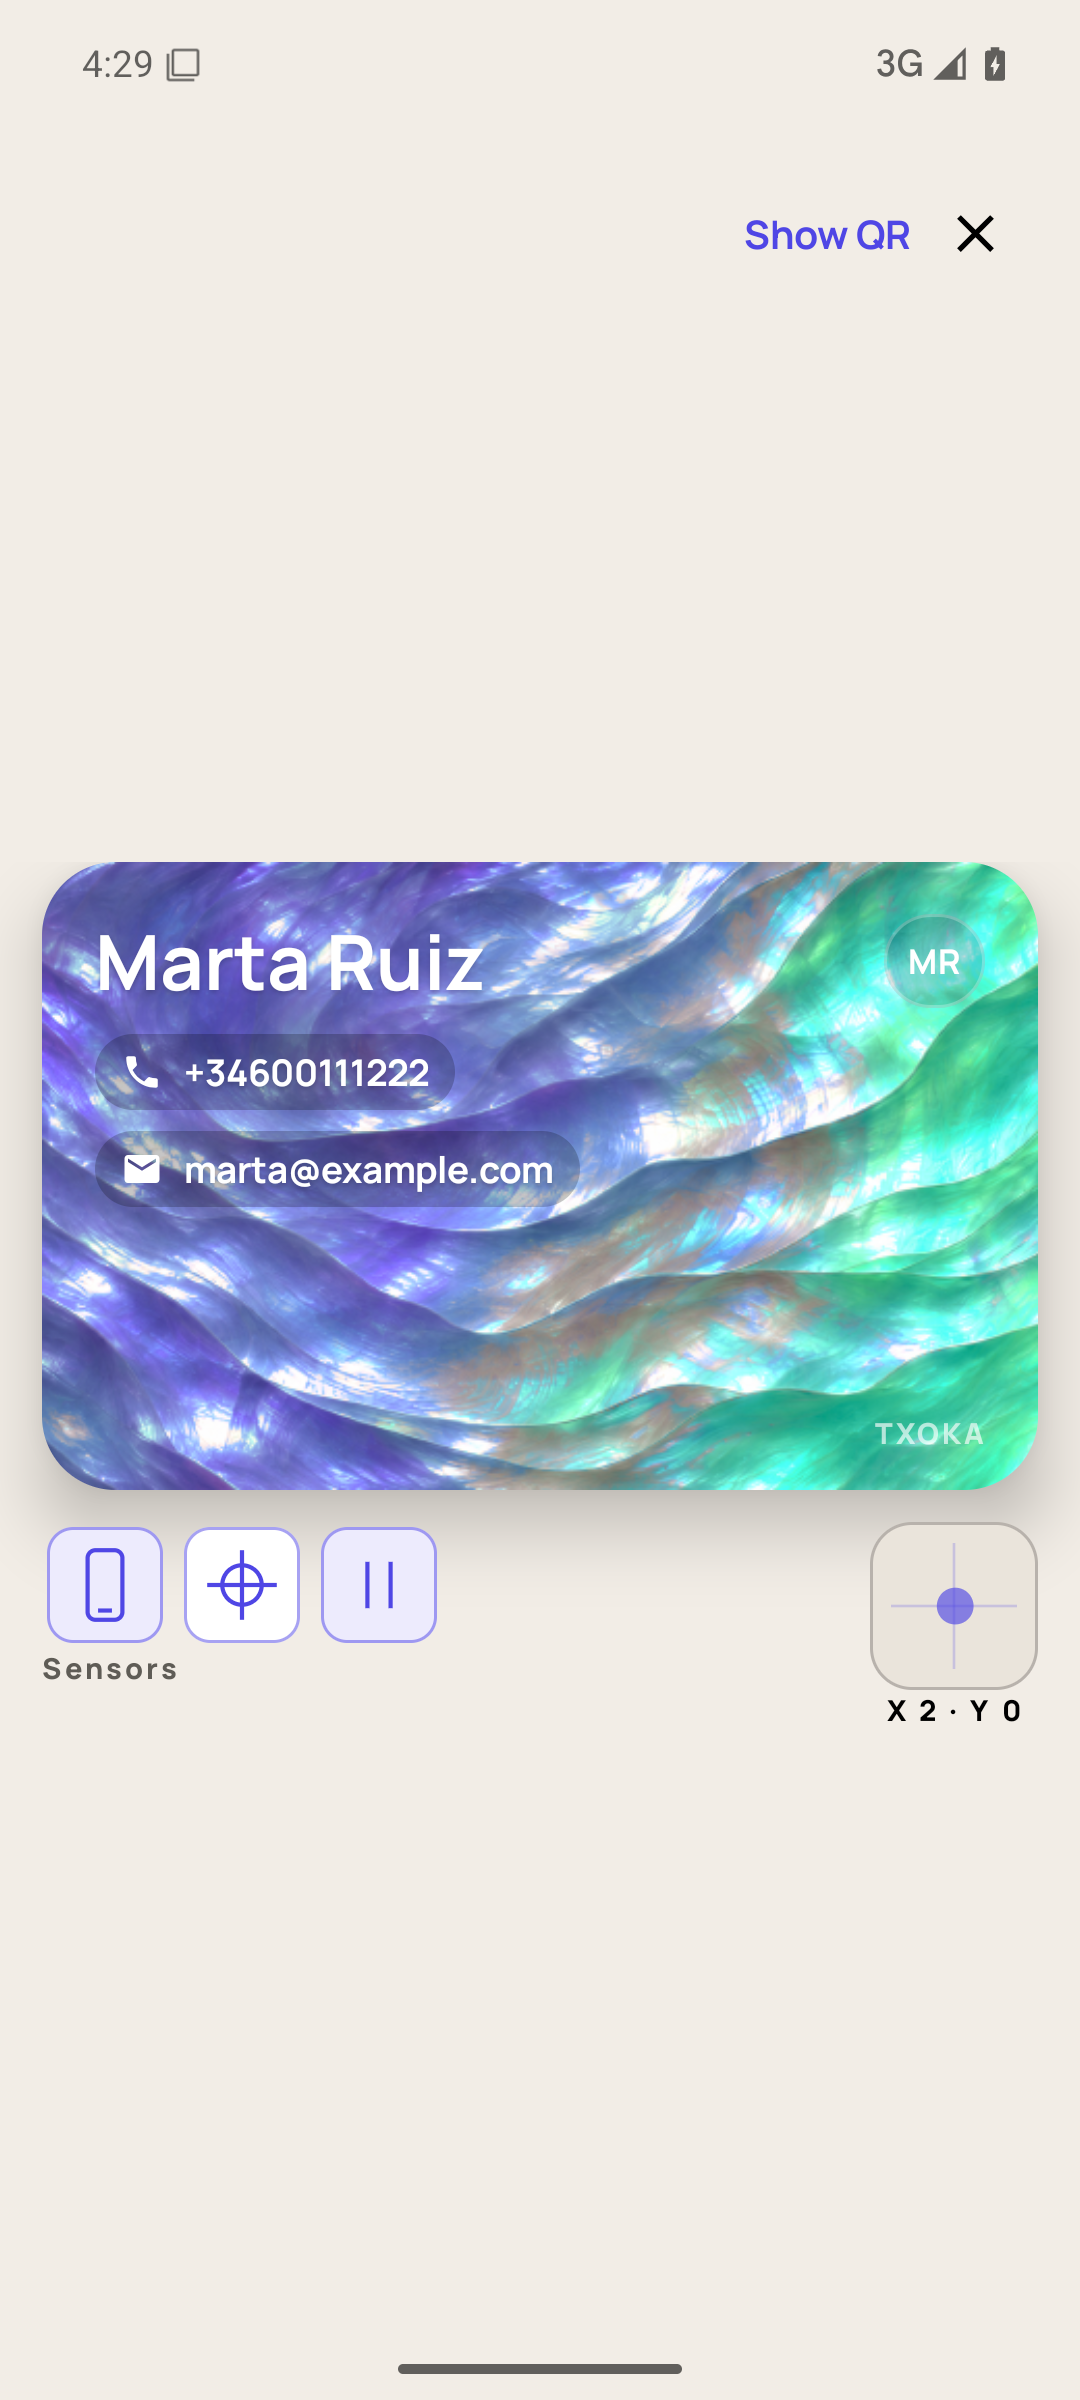 4:29 3G
Show QR
Marta Ruiz
MR
+34600111222
marta@example.com
TXOKA
Sensors
X 2 · Y 0